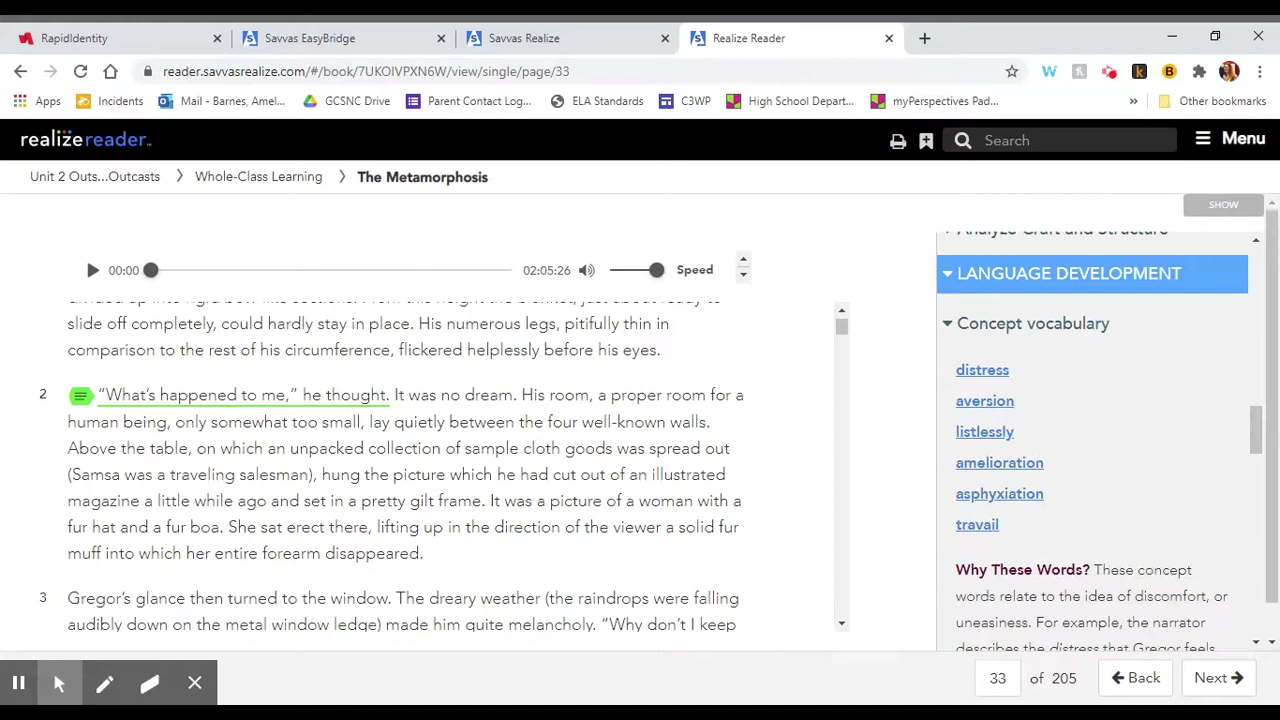 RapidIdentity
Savvas EasyBridge
Savvas Realize
Realize Reader
reader.savvasrealize.com/#/book/7UKOIVPXN6W/view/single/page/33
Apps
Incidents
Mail - Barnes, Amel...
GCSNC Drive
Parent Contact Log...
ELA Standards
C3WP
High School Depart...
myPerspectives Pad...
»
Other bookmarks
realizereader™
Search
Menu
Unit 2 Outs...Outcasts
Whole-Class Learning
The Metamorphosis
SHOW
00:00
02:05:26
Speed
slide off completely, could hardly stay in place. His numerous legs, pitifully thin in
comparison to the rest of his circumference, flickered helplessly before his eyes.
2 “What’s happened to me,” he thought. It was no dream. His room, a proper room for a
human being, only somewhat too small, lay quietly between the four well-known walls.
Above the table, on which an unpacked collection of sample cloth goods was spread out
(Samsa was a traveling salesman), hung the picture which he had cut out of an illustrated
magazine a little while ago and set in a pretty gilt frame. It was a picture of a woman with a
fur hat and a fur boa. She sat erect there, lifting up in the direction of the viewer a solid fur
muff into which her entire forearm disappeared.
3 Gregor’s glance then turned to the window. The dreary weather (the raindrops were falling
audibly down on the metal window ledge) made him quite melancholy. “Why don’t I keep
Analyze Craft and Structure
LANGUAGE DEVELOPMENT
Concept vocabulary
distress
aversion
listlessly
amelioration
asphyxiation
travail
Why These Words? These concept
words relate to the idea of discomfort, or
uneasiness. For example, the narrator
describes the distress that Gregor feels
33 of 205
Back
Next